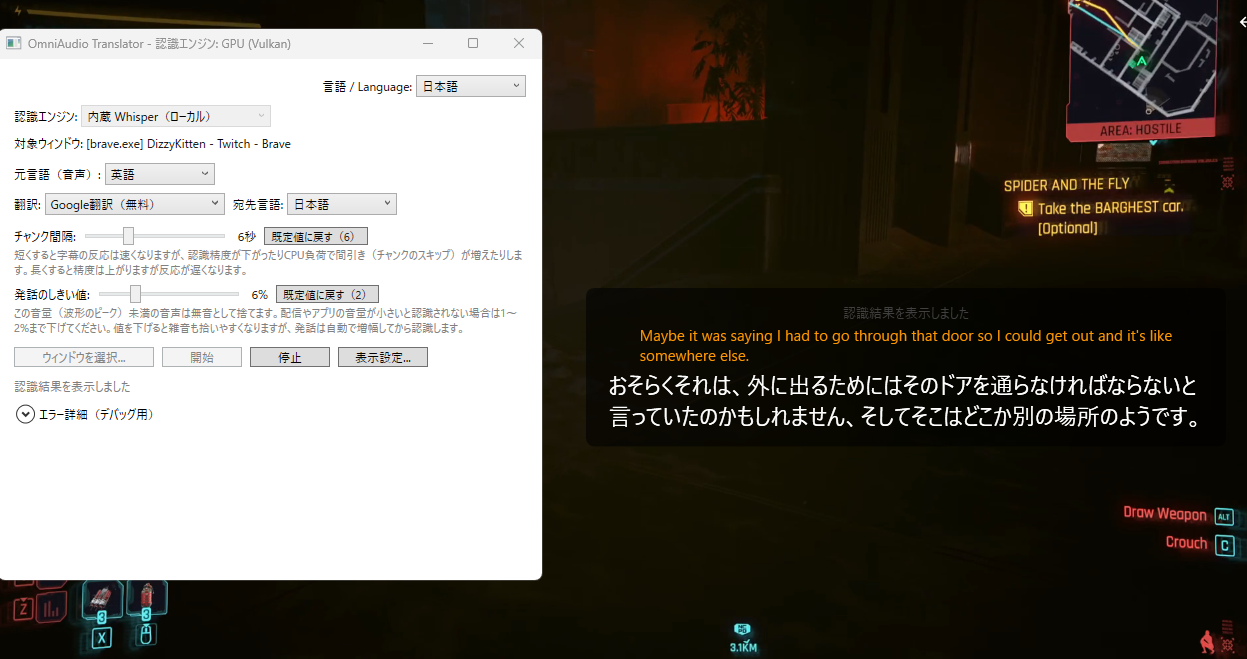 OmniAudio Translator - 認識エンジン: GPU (Vulkan)
言語 / Language: 日本語
認識エンジン: 内蔵 Whisper（ローカル）
対象ウィンドウ: [brave.exe] DizzyKitten - Twitch - Brave
元言語（音声）: 英語
翻訳: Google翻訳（無料） 宛先言語: 日本語
チャンク間隔: 6秒 既定値に戻す（6）
短くすると字幕の反応は速くなりますが、認識精度が下がったりCPU負荷で間引き（チャンクのスキップ）が増えたりしま
す。長くすると精度は上がりますが反応が遅くなります。
発話のしきい値: 6% 既定値に戻す（2）
この音量（波形のピーク）未満の音声は無音として捨てます。配信やアプリの音量が小さいと認識されない場合は1～
2%まで下げてください。値を下げると雑音も拾いやすくなりますが、発話は自動で増幅してから認識します。
ウィンドウを選択... 開始 停止 表示設定...
認識結果を表示しました
エラー詳細（デバッグ用）
AREA: HOSTILE
SPIDER AND THE FLY
Take the BARGHEST car.
[Optional]
認識結果を表示しました
Maybe it was saying I had to go through that door so I could get out and it's like
somewhere else.
おそらくそれは、外に出るためにはそのドアを通らなければならないと
言っていたのかもしれません、そしてそこはどこか別の場所のようです。
Draw Weapon ALT
Crouch C
Z
3 3
X
3.1KM